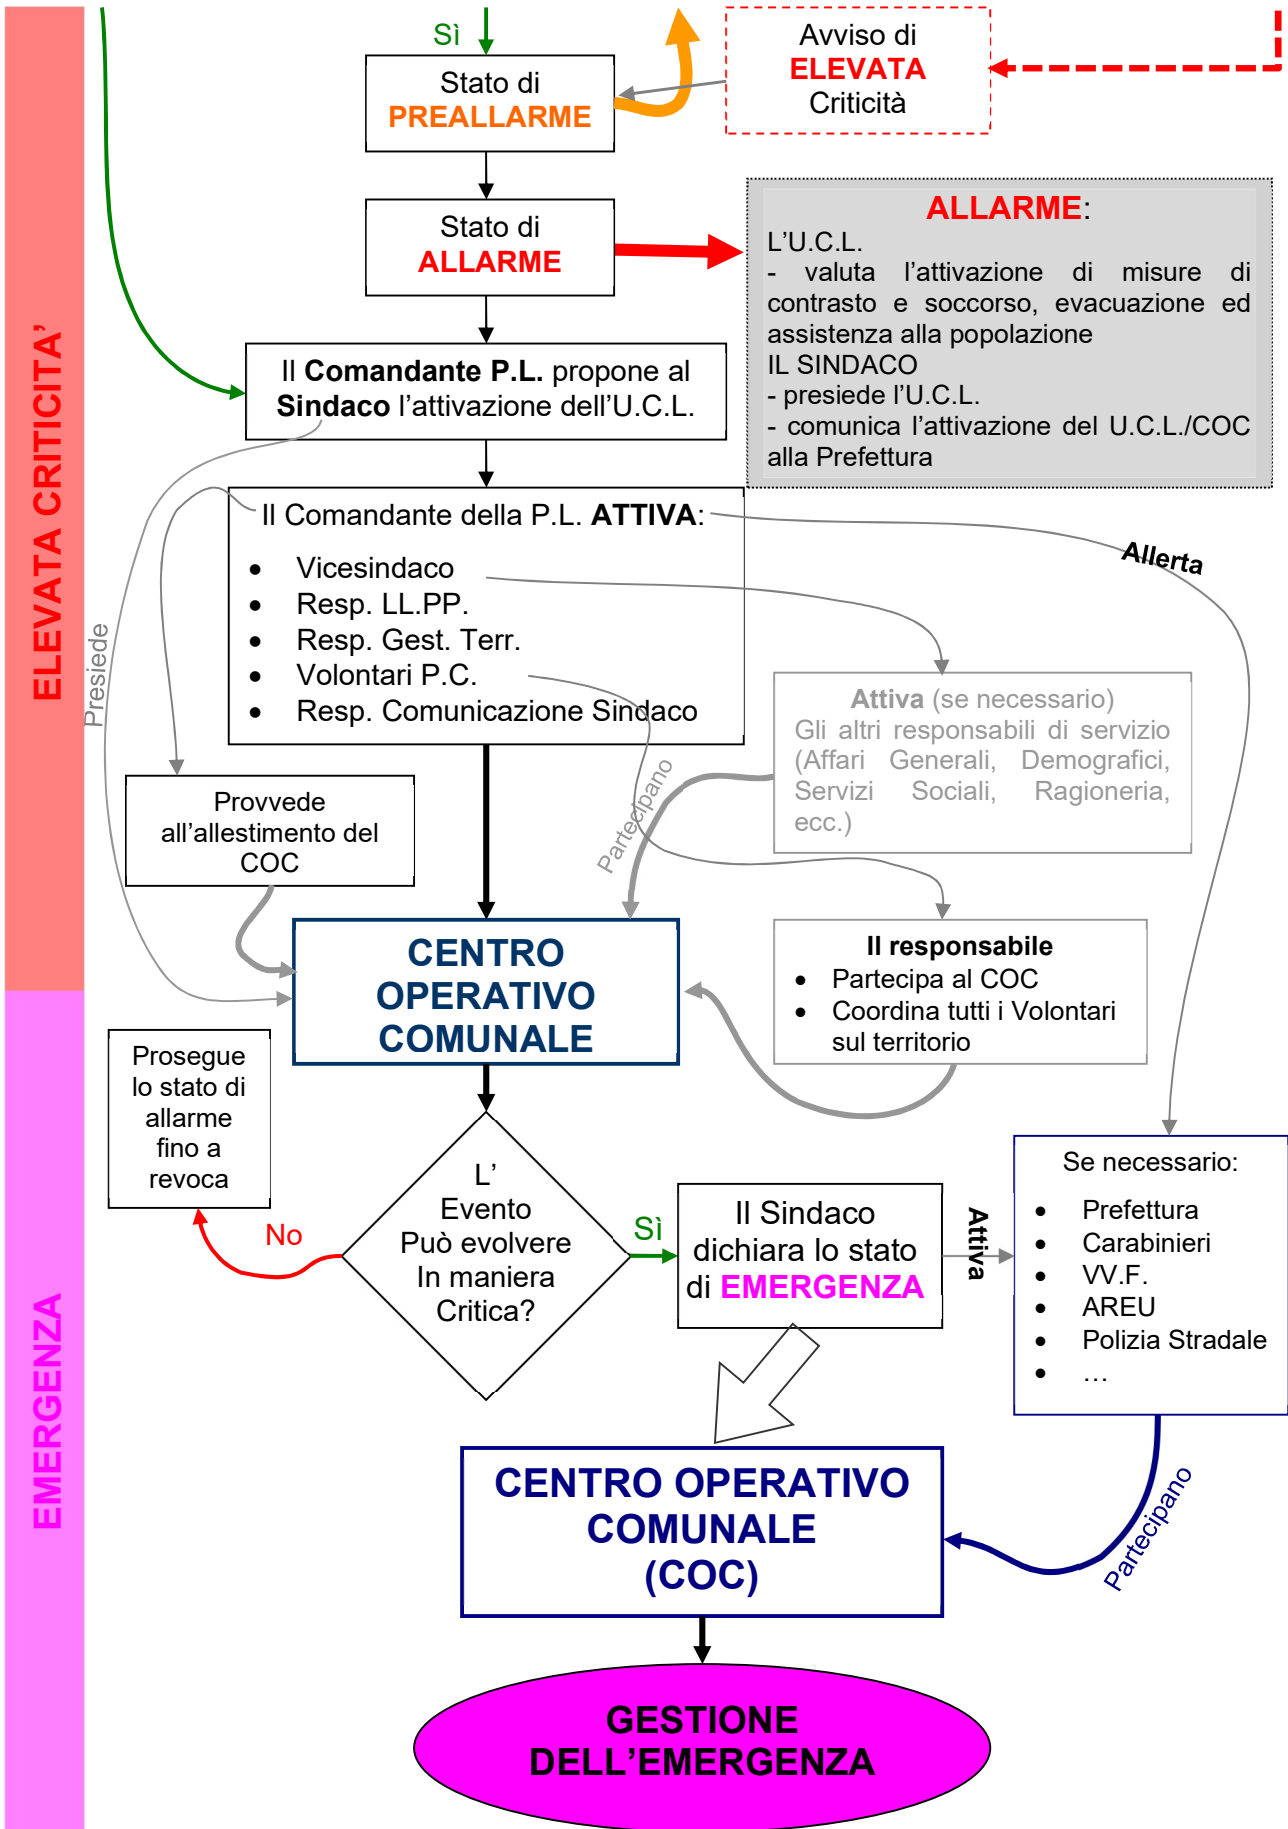 Sì
Stato di
PREALLARME
Avviso di
ELEVATA
Criticità
Stato di
ALLARME
ALLARME:
L’U.C.L.
- valuta l’attivazione di misure di
contrasto e soccorso, evacuazione ed
assistenza alla popolazione
IL SINDACO
- presiede l’U.C.L.
- comunica l’attivazione del U.C.L./COC
alla Prefettura
ELEVATA CRITICITA’
Il Comandante P.L. propone al
Sindaco l’attivazione dell’U.C.L.
Il Comandante della P.L. ATTIVA:
• Vicesindaco
• Resp. LL.PP.
• Resp. Gest. Terr.
• Volontari P.C.
• Resp. Comunicazione Sindaco
Allerta
Presiede
Attiva (se necessario)
Gli altri responsabili di servizio
(Affari Generali, Demografici,
Servizi Sociali, Ragioneria,
ecc.)
Partecipano
Provvede
all’allestimento del
COC
CENTRO
OPERATIVO
COMUNALE
Il responsabile
• Partecipa al COC
• Coordina tutti i Volontari
sul territorio
Prosegue
lo stato di
allarme
fino a
revoca
No
L’
Evento
Può evolvere
In maniera
Critica?
Sì
Il Sindaco
dichiara lo stato
di EMERGENZA
Attiva
Se necessario:
• Prefettura
• Carabinieri
• VV.F.
• AREU
• Polizia Stradale
• …
EMERGENZA
Partecipano
CENTRO OPERATIVO
COMUNALE
(COC)
GESTIONE
DELL’EMERGENZA